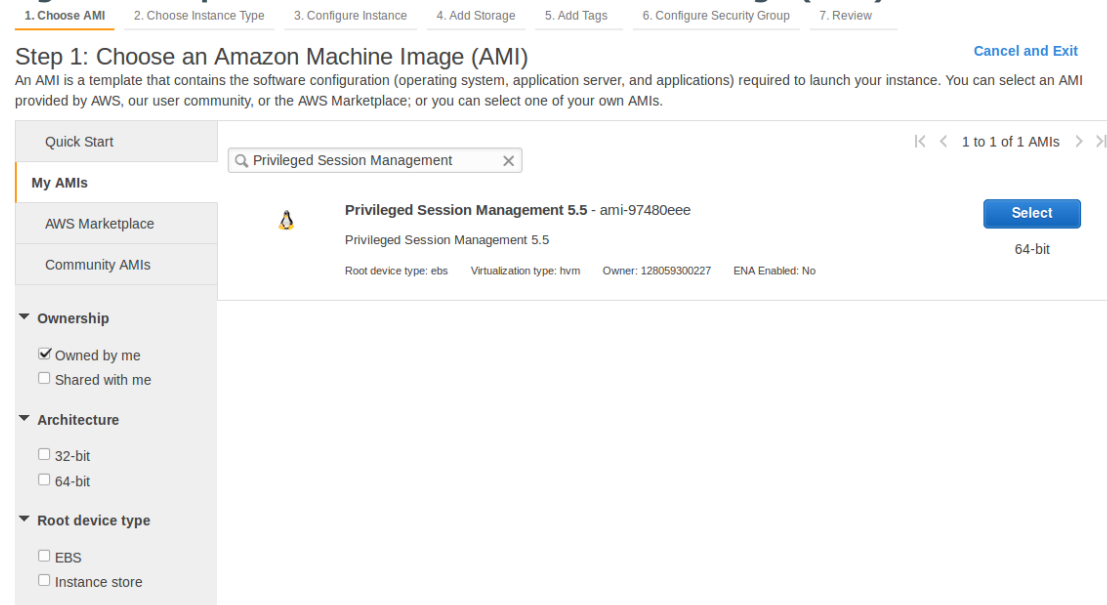 1. Choose AMI 2. Choose Instance Type 3. Configure Instance 4. Add Storage 5. Add Tags 6. Configure Security Group 7. Review
Step 1: Choose an Amazon Machine Image (AMI)
Cancel and Exit
An AMI is a template that contains the software configuration (operating system, application server, and applications) required to launch your instance. You can select an AMI
provided by AWS, our user community, or the AWS Marketplace; or you can select one of your own AMIs.
Quick Start
My AMIs
AWS Marketplace
Community AMIs
Ownership
Owned by me
Shared with me
Architecture
32-bit
64-bit
Root device type
EBS
Instance store
1 to 1 of 1 AMIs
Privileged Session Management
Privileged Session Management 5.5 - ami-97480eee
Select
Privileged Session Management 5.5
64-bit
Root device type: ebs Virtualization type: hvm Owner: 128059300227 ENA Enabled: No